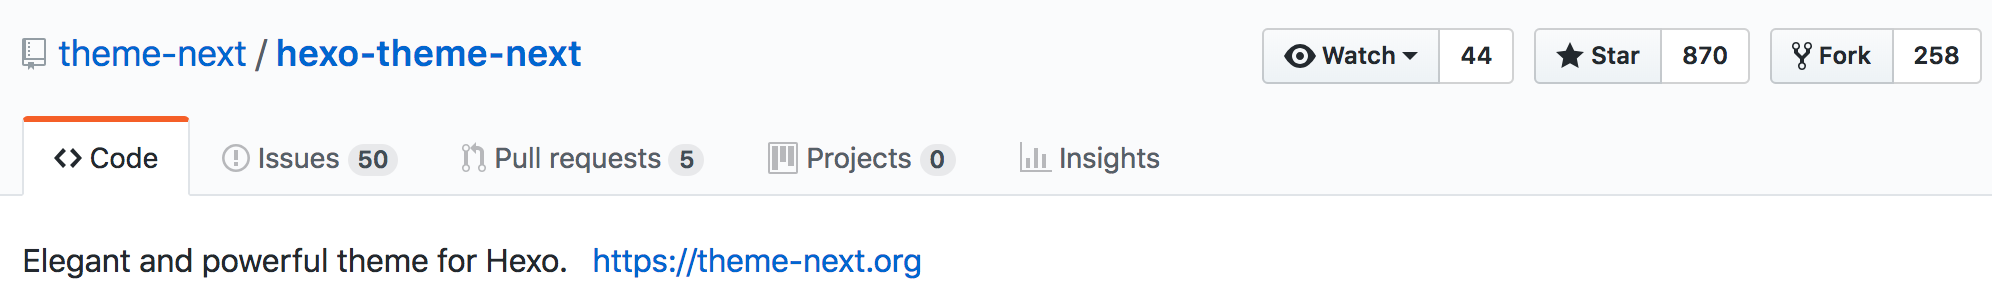 theme-next / hexo-theme-next
Watch 44 Star 870 Fork 258
Code Issues 50 Pull requests 5 Projects 0 Insights
Elegant and powerful theme for Hexo. https://theme-next.org